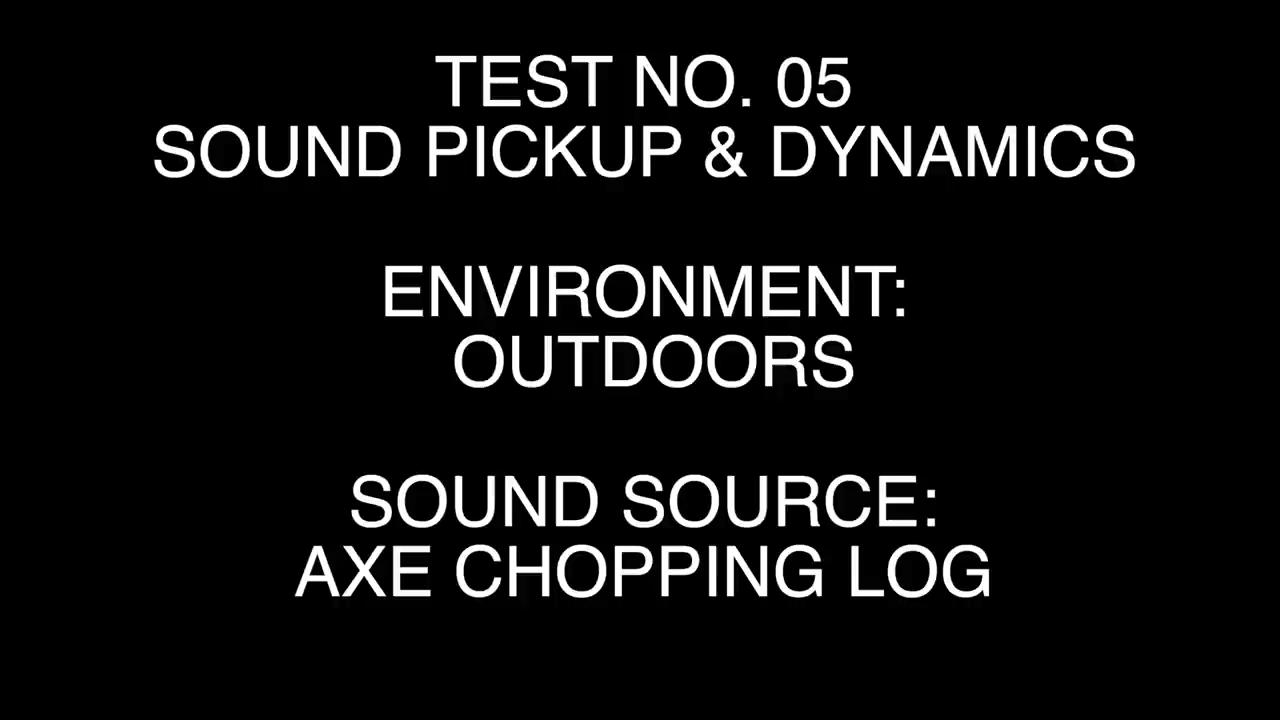 TEST NO. 05
SOUND PICKUP & DYNAMICS
ENVIRONMENT:
OUTDOORS
SOUND SOURCE:
AXE CHOPPING LOG